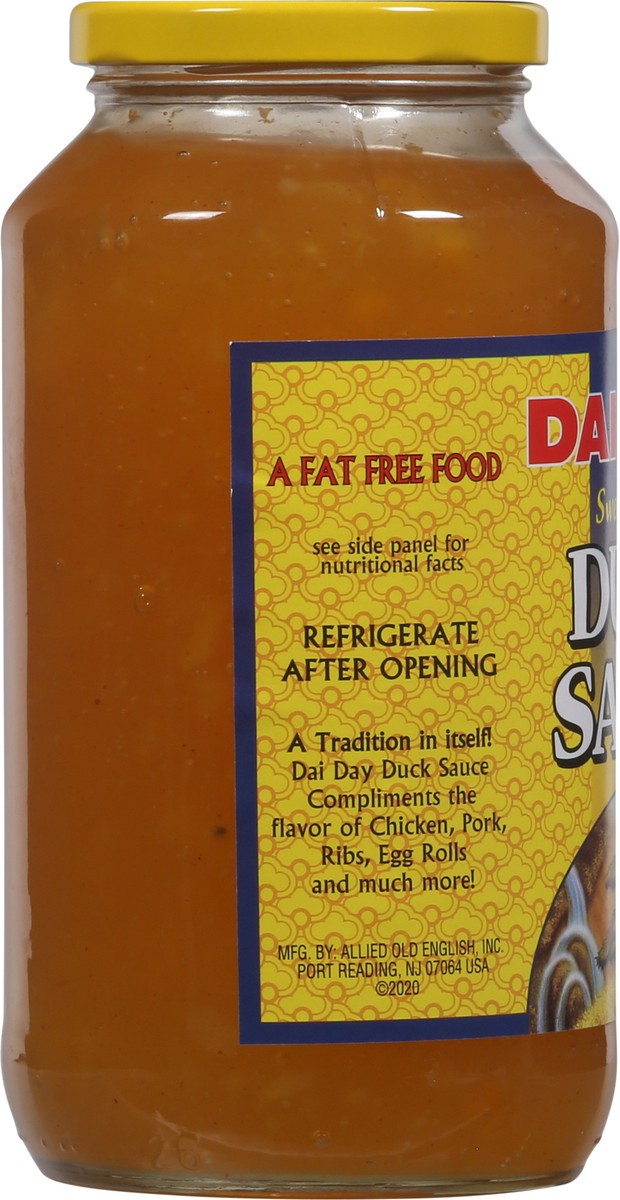 A FAT FREE FOOD
see side panel for
nutritional facts
REFRIGERATE
AFTER OPENING
A Tradition in itself!
Dai Day Duck Sauce
Compliments the
flavor of Chicken, Pork,
Ribs, Egg Rolls
and much more!
MFG. BY: ALLIED OLD ENGLISH, INC.
PORT READING, NJ 07064 USA
©2020
DAI